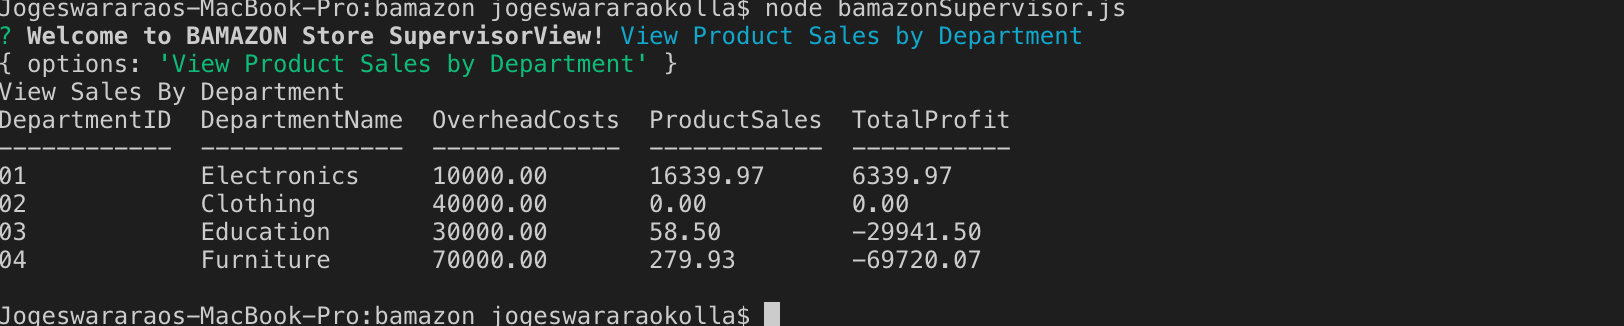 Jogeswararaos-MacBook-Pro:bamazon jogeswararaokolla$ node bamazonSupervisor.js
? Welcome to BAMAZON Store SupervisorView! View Product Sales by Department
{ options: 'View Product Sales by Department' }
View Sales By Department
DepartmentID  DepartmentName  OverheadCosts  ProductSales  TotalProfit
------------  --------------  -------------  ------------  -----------
01            Electronics     10000.00       16339.97      6339.97
02            Clothing        40000.00       0.00          0.00
03            Education       30000.00       58.50         -29941.50
04            Furniture       70000.00       279.93        -69720.07
Jogeswararaos-MacBook-Pro:bamazon jogeswararaokolla$